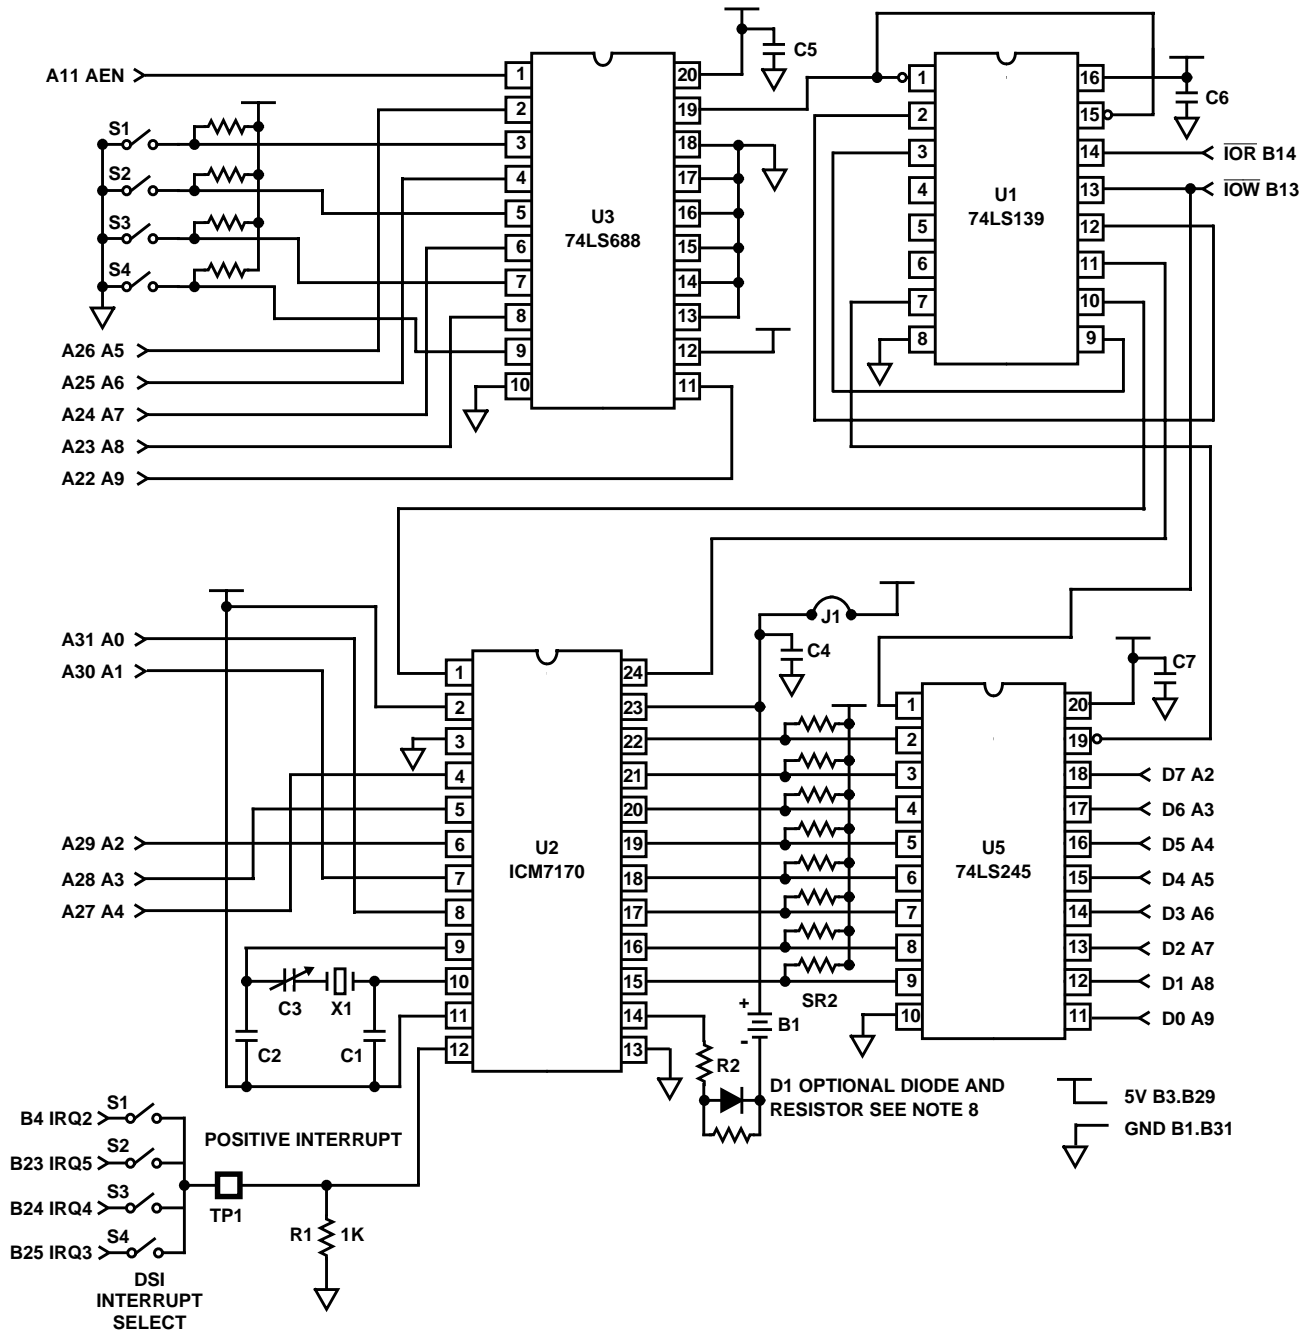 A11 AEN
S1
S2
S3
S4
A26 A5
A25 A6
A24 A7
A23 A8
A22 A9
1
2
3
4
5
6
7
8
9
10
U3
74LS688
20
19
18
17
16
15
14
13
12
11
C5
1
2
3
4
5
6
7
8
U1
74LS139
16
15
14
13
12
11
10
9
C6
IOR B14
IOW B13
A31 A0
A30 A1
A29 A2
A28 A3
A27 A4
1
2
3
4
5
6
7
8
9
10
11
12
U2
ICM7170
24
23
22
21
20
19
18
17
16
15
14
13
C3
X1
C2
C1
J1
C4
SR2
+
B1
-
R2
D1 OPTIONAL DIODE AND
RESISTOR SEE NOTE 8
1
2
3
4
5
6
7
8
9
10
U5
74LS245
20
19
18
17
16
15
14
13
12
11
C7
D7 A2
D6 A3
D5 A4
D4 A5
D3 A6
D2 A7
D1 A8
D0 A9
5V B3.B29
GND B1.B31
B4 IRQ2
S1
B23 IRQ5
S2
B24 IRQ4
S3
B25 IRQ3
S4
POSITIVE INTERRUPT
TP1
R1
1K
DSI
INTERRUPT
SELECT